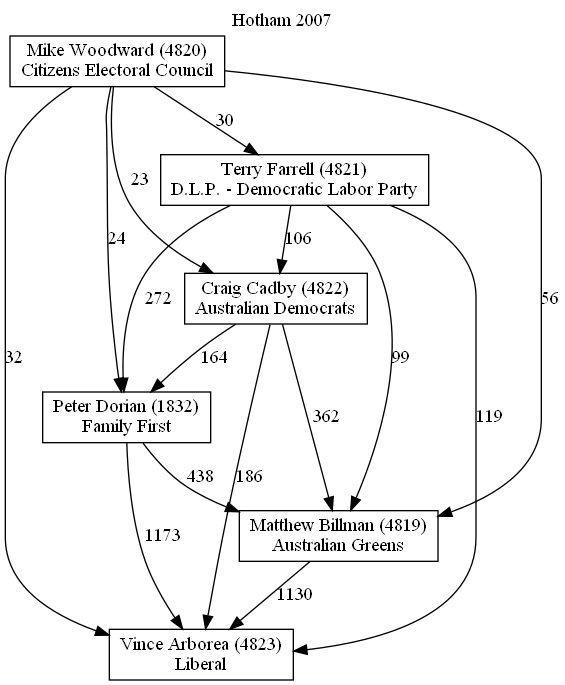 Hotham 2007
Mike Woodward (4820)
Citizens Electoral Council
30
Terry Farrell (4821)
D.L.P. - Democratic Labor Party
23
24
106
272
Craig Cadby (4822)
Australian Democrats
56
32
164
99
Peter Dorian (1832)
Family First
362
119
438
186
Matthew Billman (4819)
Australian Greens
1173
1130
Vince Arborea (4823)
Liberal